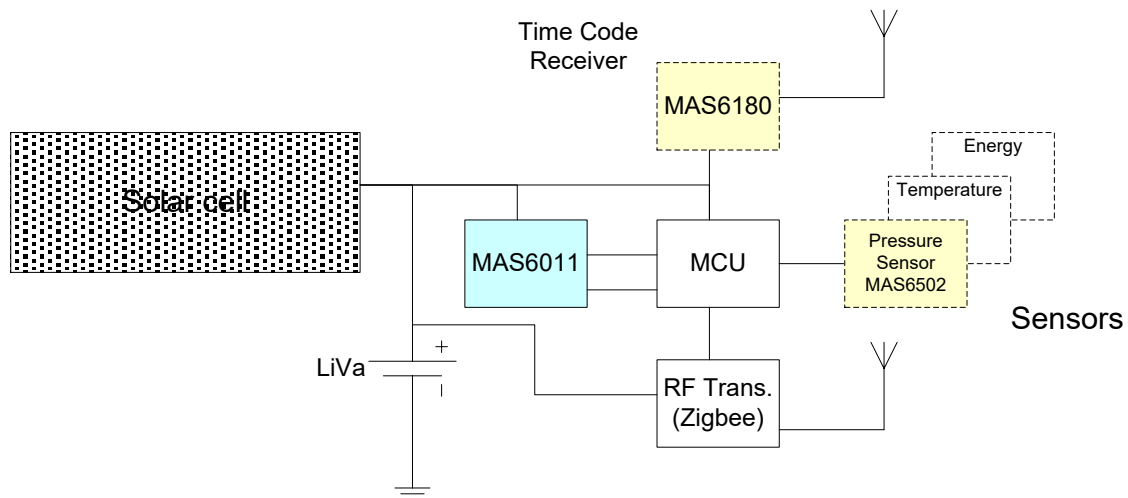 Time Code
Receiver
MAS6180
Energy
Temperature
Solar cell
MAS6011
MCU
Pressure
Sensor
MAS6502
Sensors
LiVa
+
-
RF Trans.
(Zigbee)